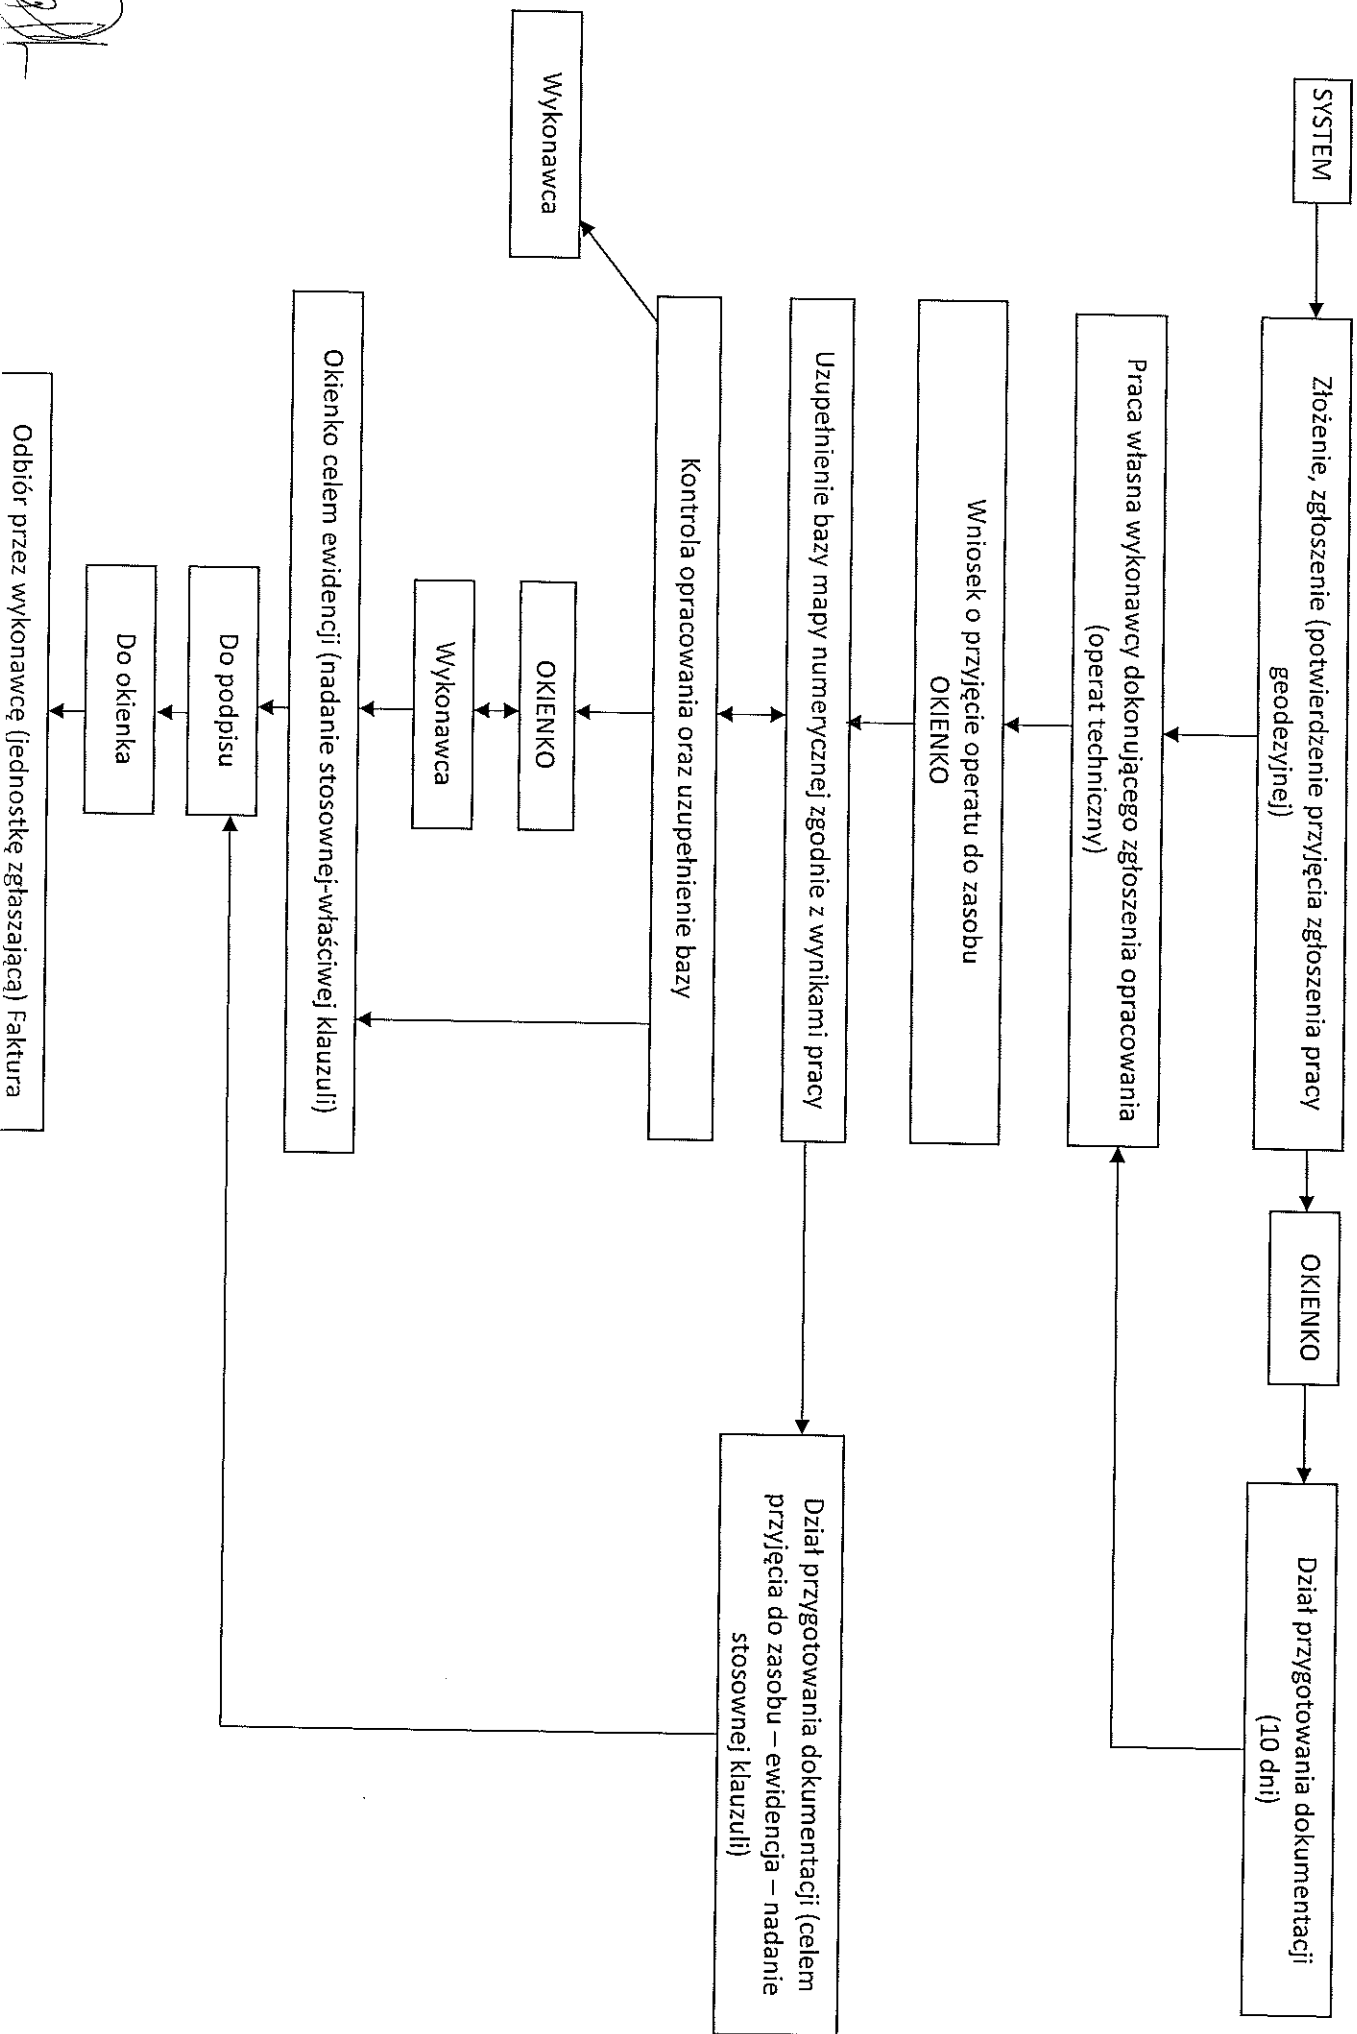 SYSTEM
Złożenie, zgłoszenie (potwierdzenie przyjęcia zgłoszenia pracy
geodezyjnej)
OKIENKO
Dział przygotowania dokumentacji
(10 dni)
Praca własna wykonawcy dokonującego zgłoszenia opracowania
(operat techniczny)
Wniosek o przyjęcie operatu do zasobu
OKIENKO
Uzupełnienie bazy mapy numerycznej zgodnie z wynikami pracy
Dział przygotowania dokumentacji (celem
przyjęcia do zasobu – ewidencja – nadanie
stosownej klauzuli)
Kontrola opracowania oraz uzupełnienie bazy
Wykonawca
OKIENKO
Wykonawca
Okienko celem ewidencji (nadanie stosownej-właściwej klauzuli)
Do podpisu
Do okienka
Odbiór przez wykonawcę (jednostkę zgłaszającą) Faktura